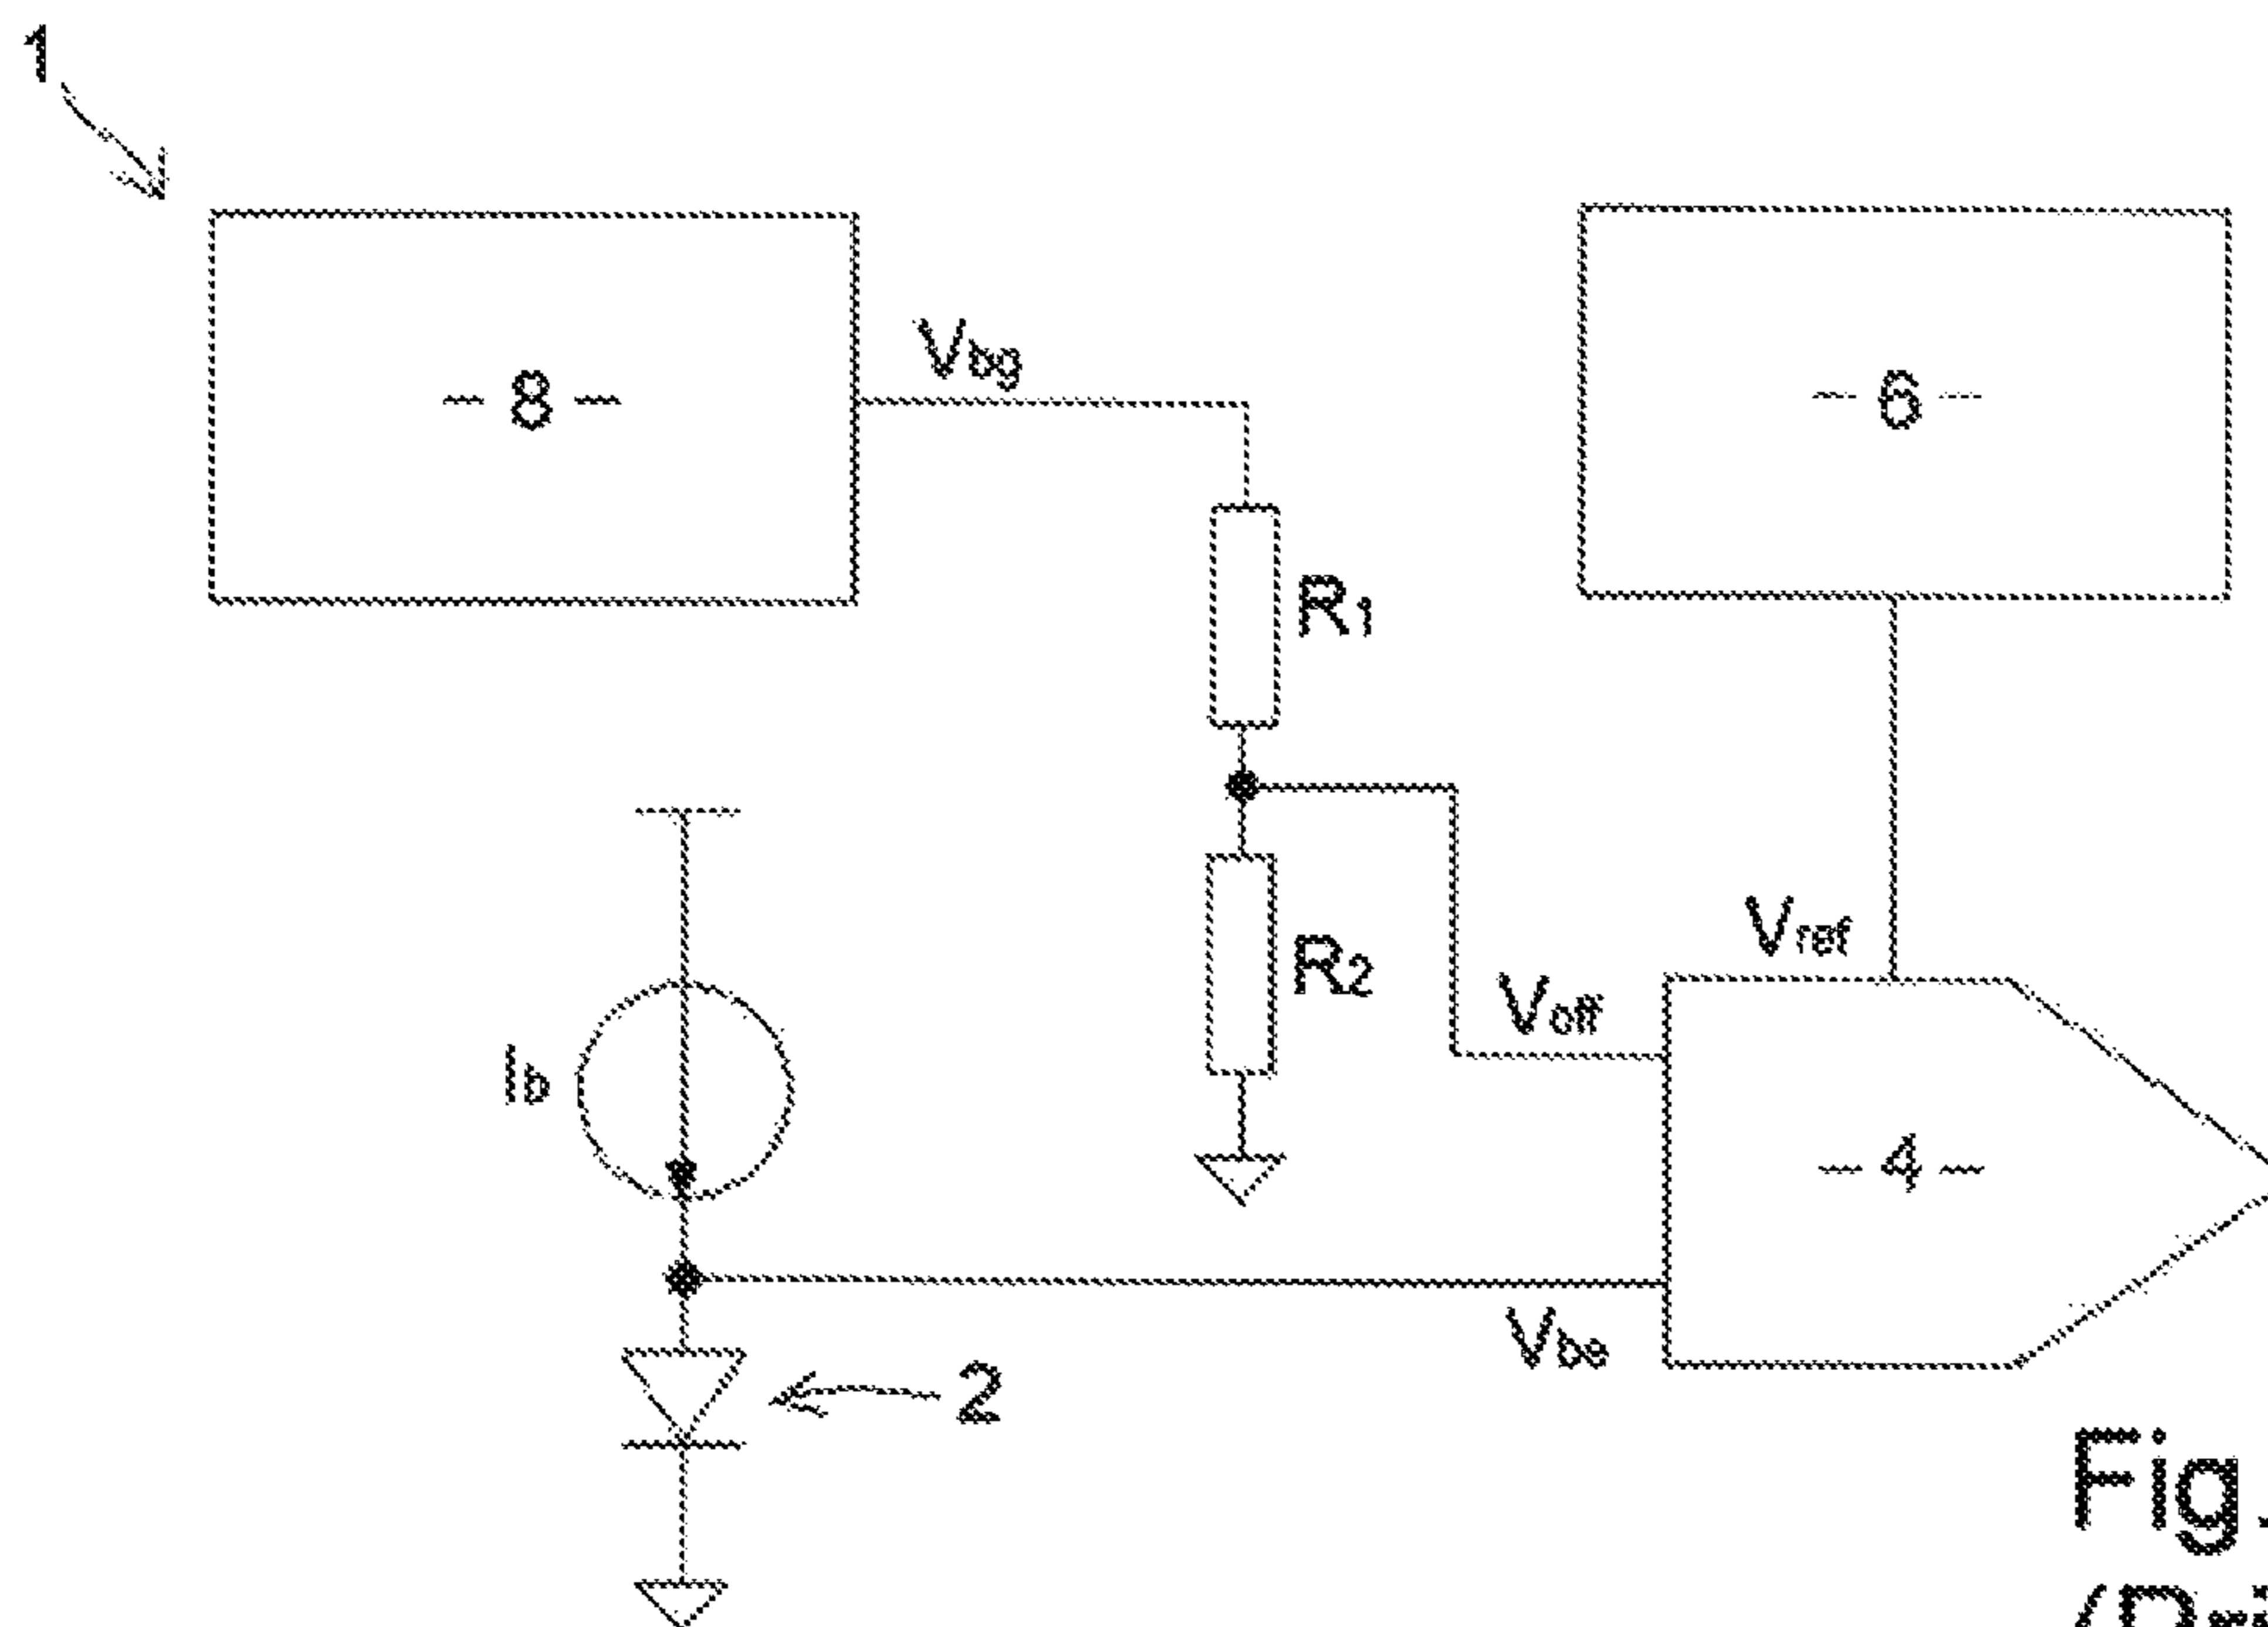 1
Vbg
- 8 -
- 6 -
R1
Vref
R2
Voff
Ib
- 4 -
Vbe
2
Fig.